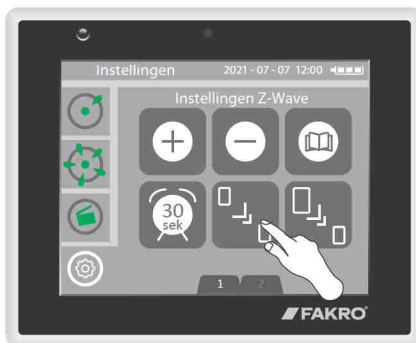 Instellingen 2021 - 07 - 07 12:00
Instellingen Z-Wave
30
sek
1 2
FAKRO